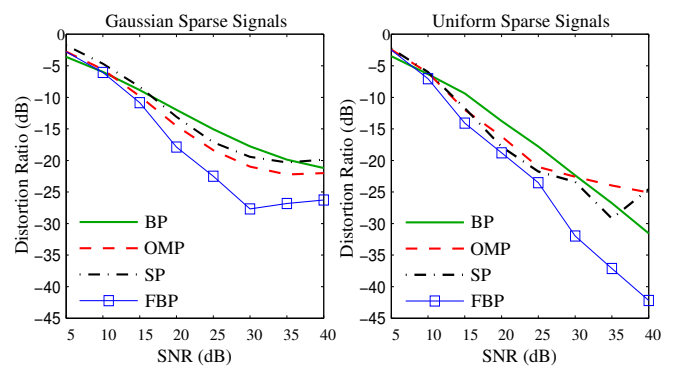 Gaussian Sparse Signals
Distortion Ratio (dB)
0
−5
−10
−15
−20
−25
−30
−35
−40
−45
BP
OMP
SP
FBP
5 10 15 20 25 30 35 40
SNR (dB)
Uniform Sparse Signals
Distortion Ratio (dB)
0
−5
−10
−15
−20
−25
−30
−35
−40
−45
BP
OMP
SP
FBP
5 10 15 20 25 30 35 40
SNR (dB)